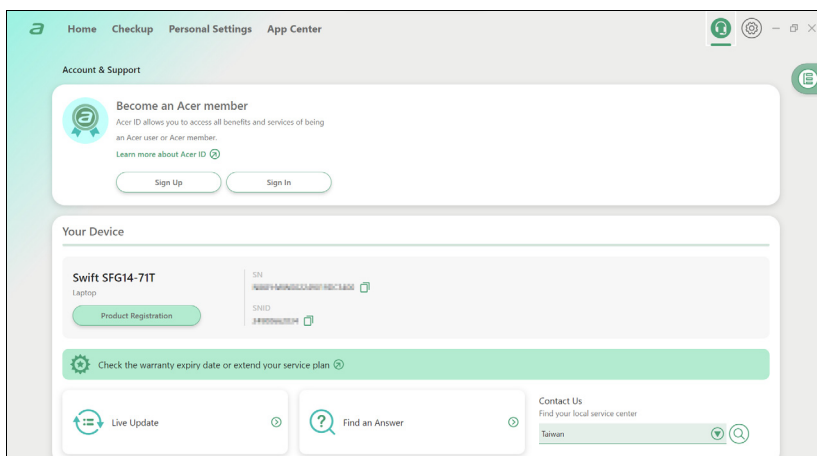 a Home Checkup Personal Settings App Center
Account & Support
Become an Acer member
Acer ID allows you to access all benefits and services of being
an Acer user or Acer member.
Learn more about Acer ID
Sign Up Sign In
Your Device
Swift SFG14-71T
Laptop
Product Registration
SN
SNID
Check the warranty expiry date or extend your service plan
Live Update
Find an Answer
Contact Us
Find your local service center
Taiwan